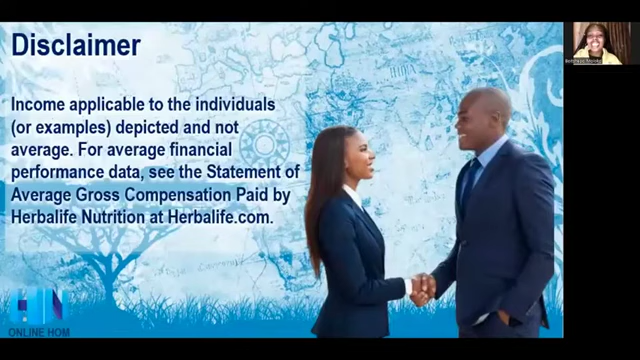 Disclaimer
Income applicable to the individuals
(or examples) depicted and not
average. For average financial
performance data, see the Statement of
Average Gross Compensation Paid by
Herbalife Nutrition at Herbalife.com.
ONLINE HOM